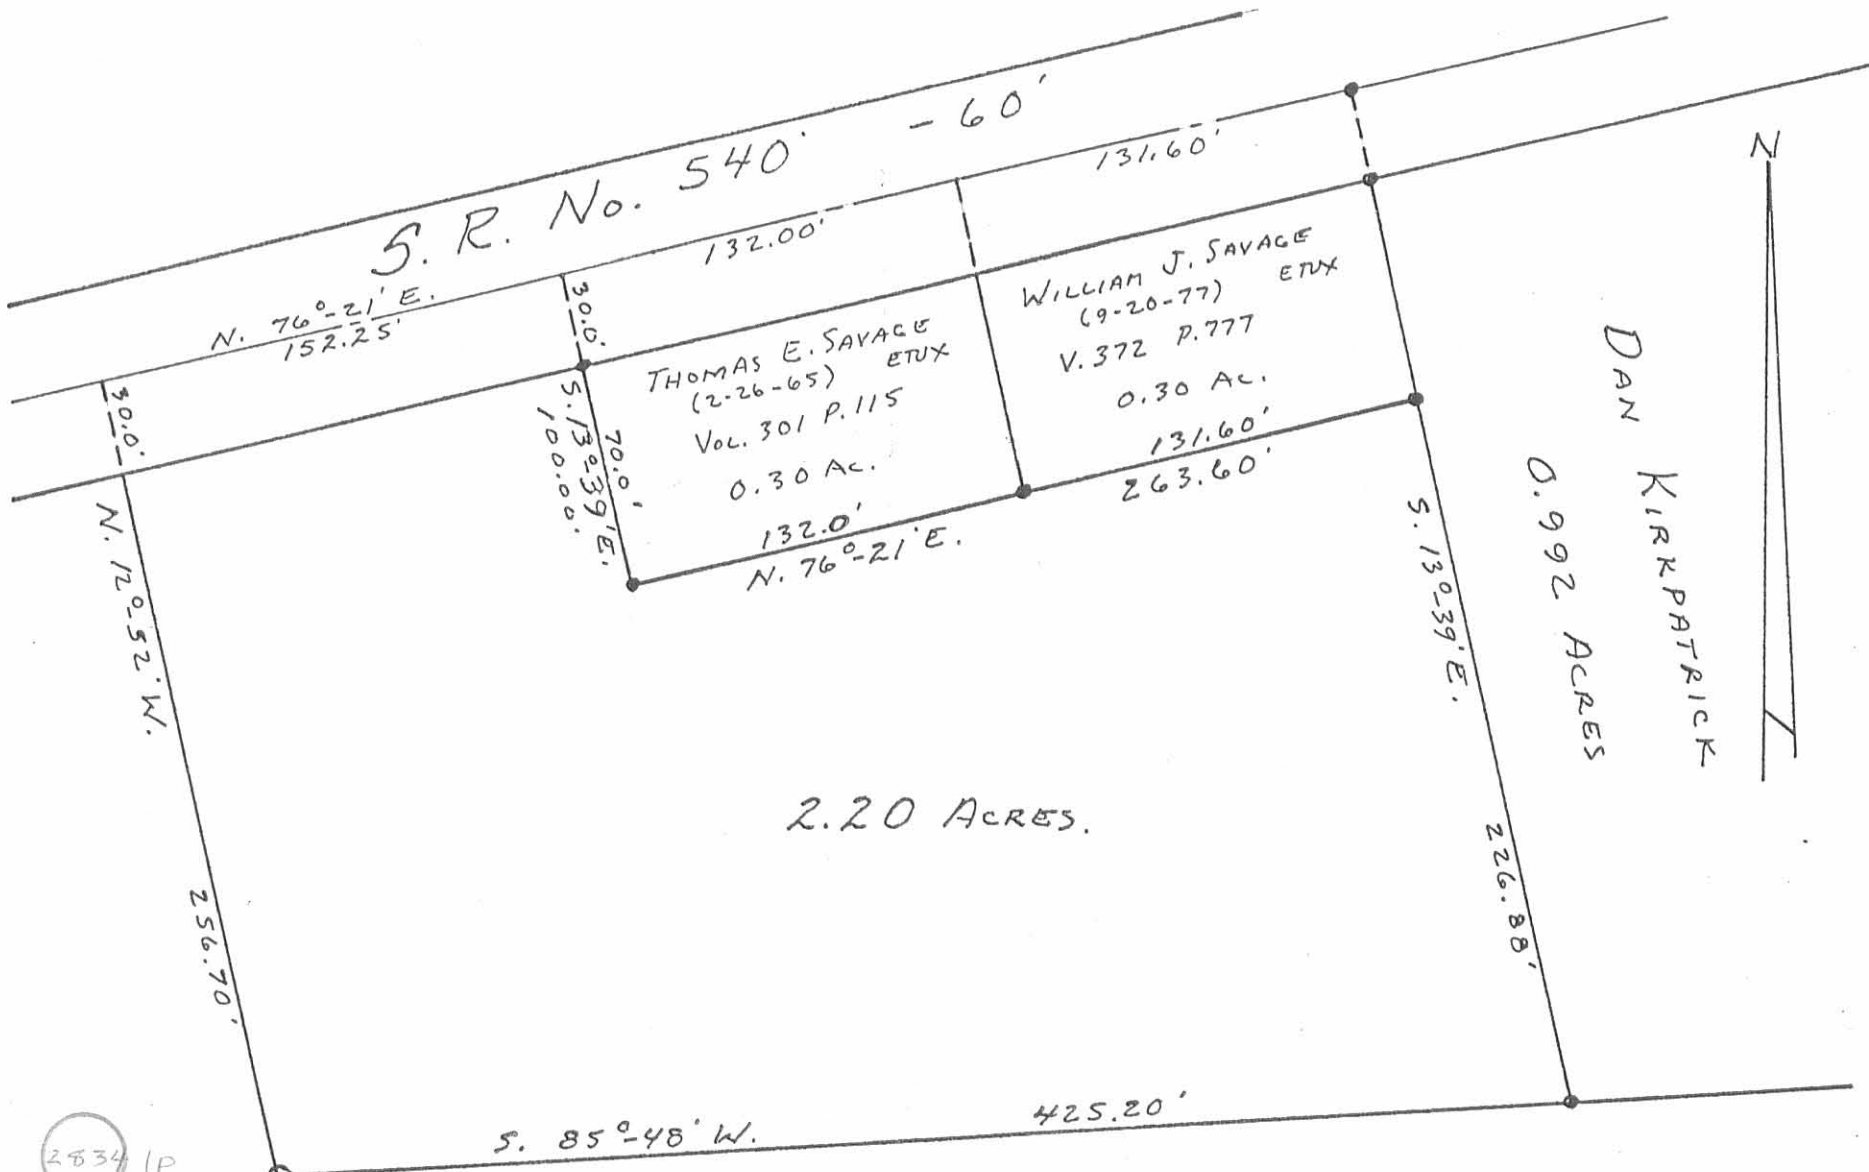 S. R. No. 540' - 60'
N. 76°-21' E.
152.25'
132.00'
131.60'
N
30.0'
30.0'
THOMAS E. SAVAGE
ETUX
(2-26-65)
VOL. 301 P. 115
0.30 Ac.
132.0'
N. 76°-21' E.
WILLIAM J. SAVAGE
ETUX
(9-20-77)
V. 372 P. 777
0.30 Ac.
131.60'
263.60'
70.0'
S. 13°-39' E.
100.00'
N. 12°-52' W.
256.70'
S. 13°-39' E.
226.88'
DAN KIRKPATRICK
0.992 ACRES
2.20 ACRES.
S. 85°-48' W.
425.20'
2834 IP